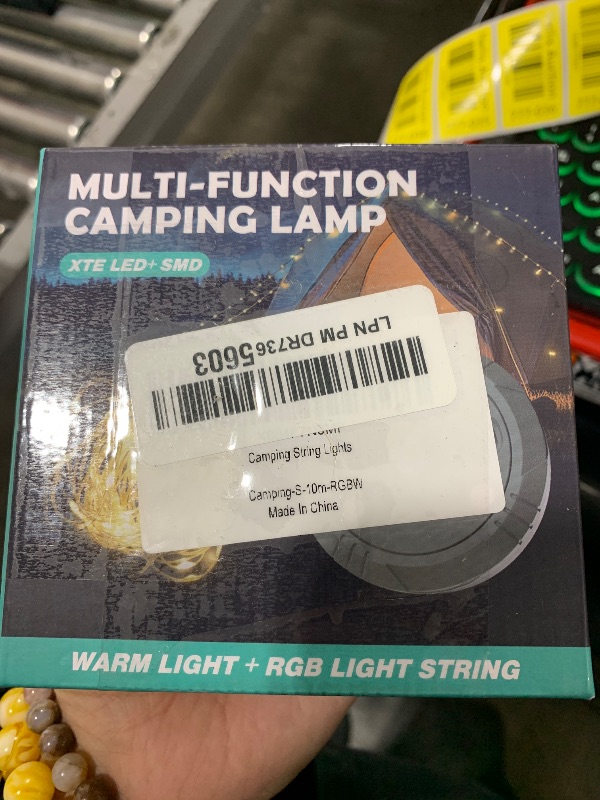 MULTI-FUNCTION
CAMPING LAMP
XTE LED+ SMD
LPN PM DR7365603
Camping String Lights
Camping-S-10m-RGBW
Made In China
WARM LIGHT + RGB LIGHT STRING